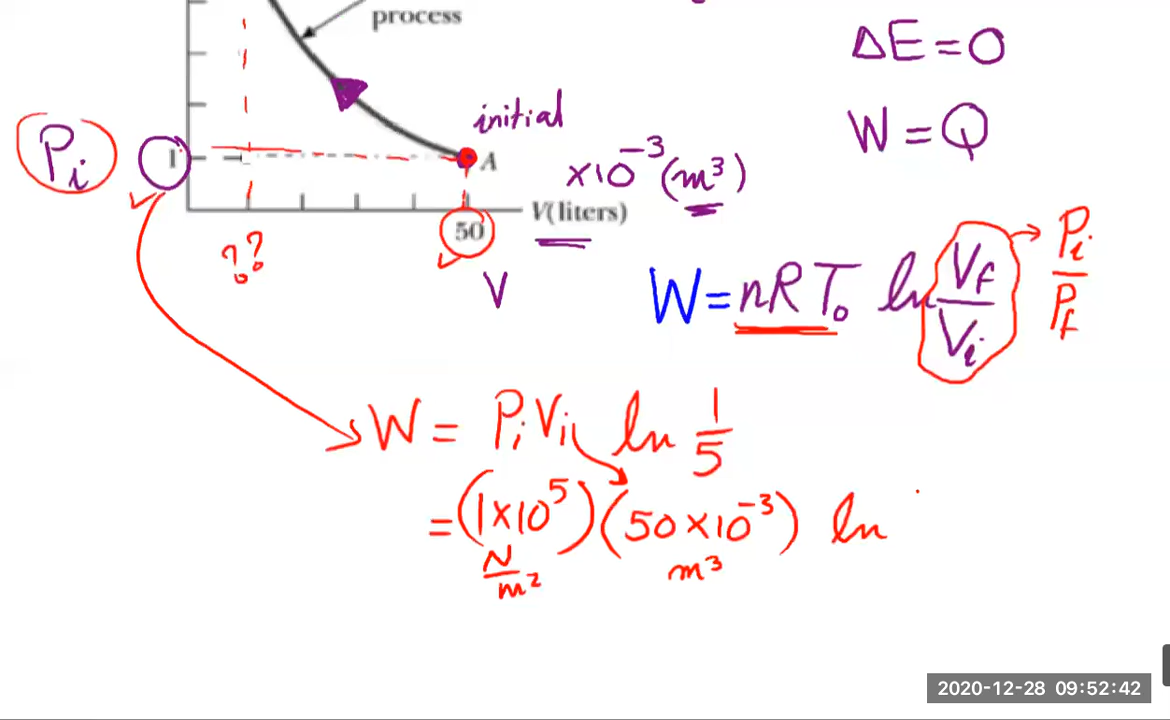 process
ΔE = 0
W = Q
initial
Pi 1 A
×10⁻³ (m³)
V(liters)
50
??
V
W = nRT₀ ln Vf/Vi → Pi/Pf
W = PiVi ln 1/5
= (1×10⁵) (50×10⁻³) ln
N/m² m³
2020-12-28 09:52:42